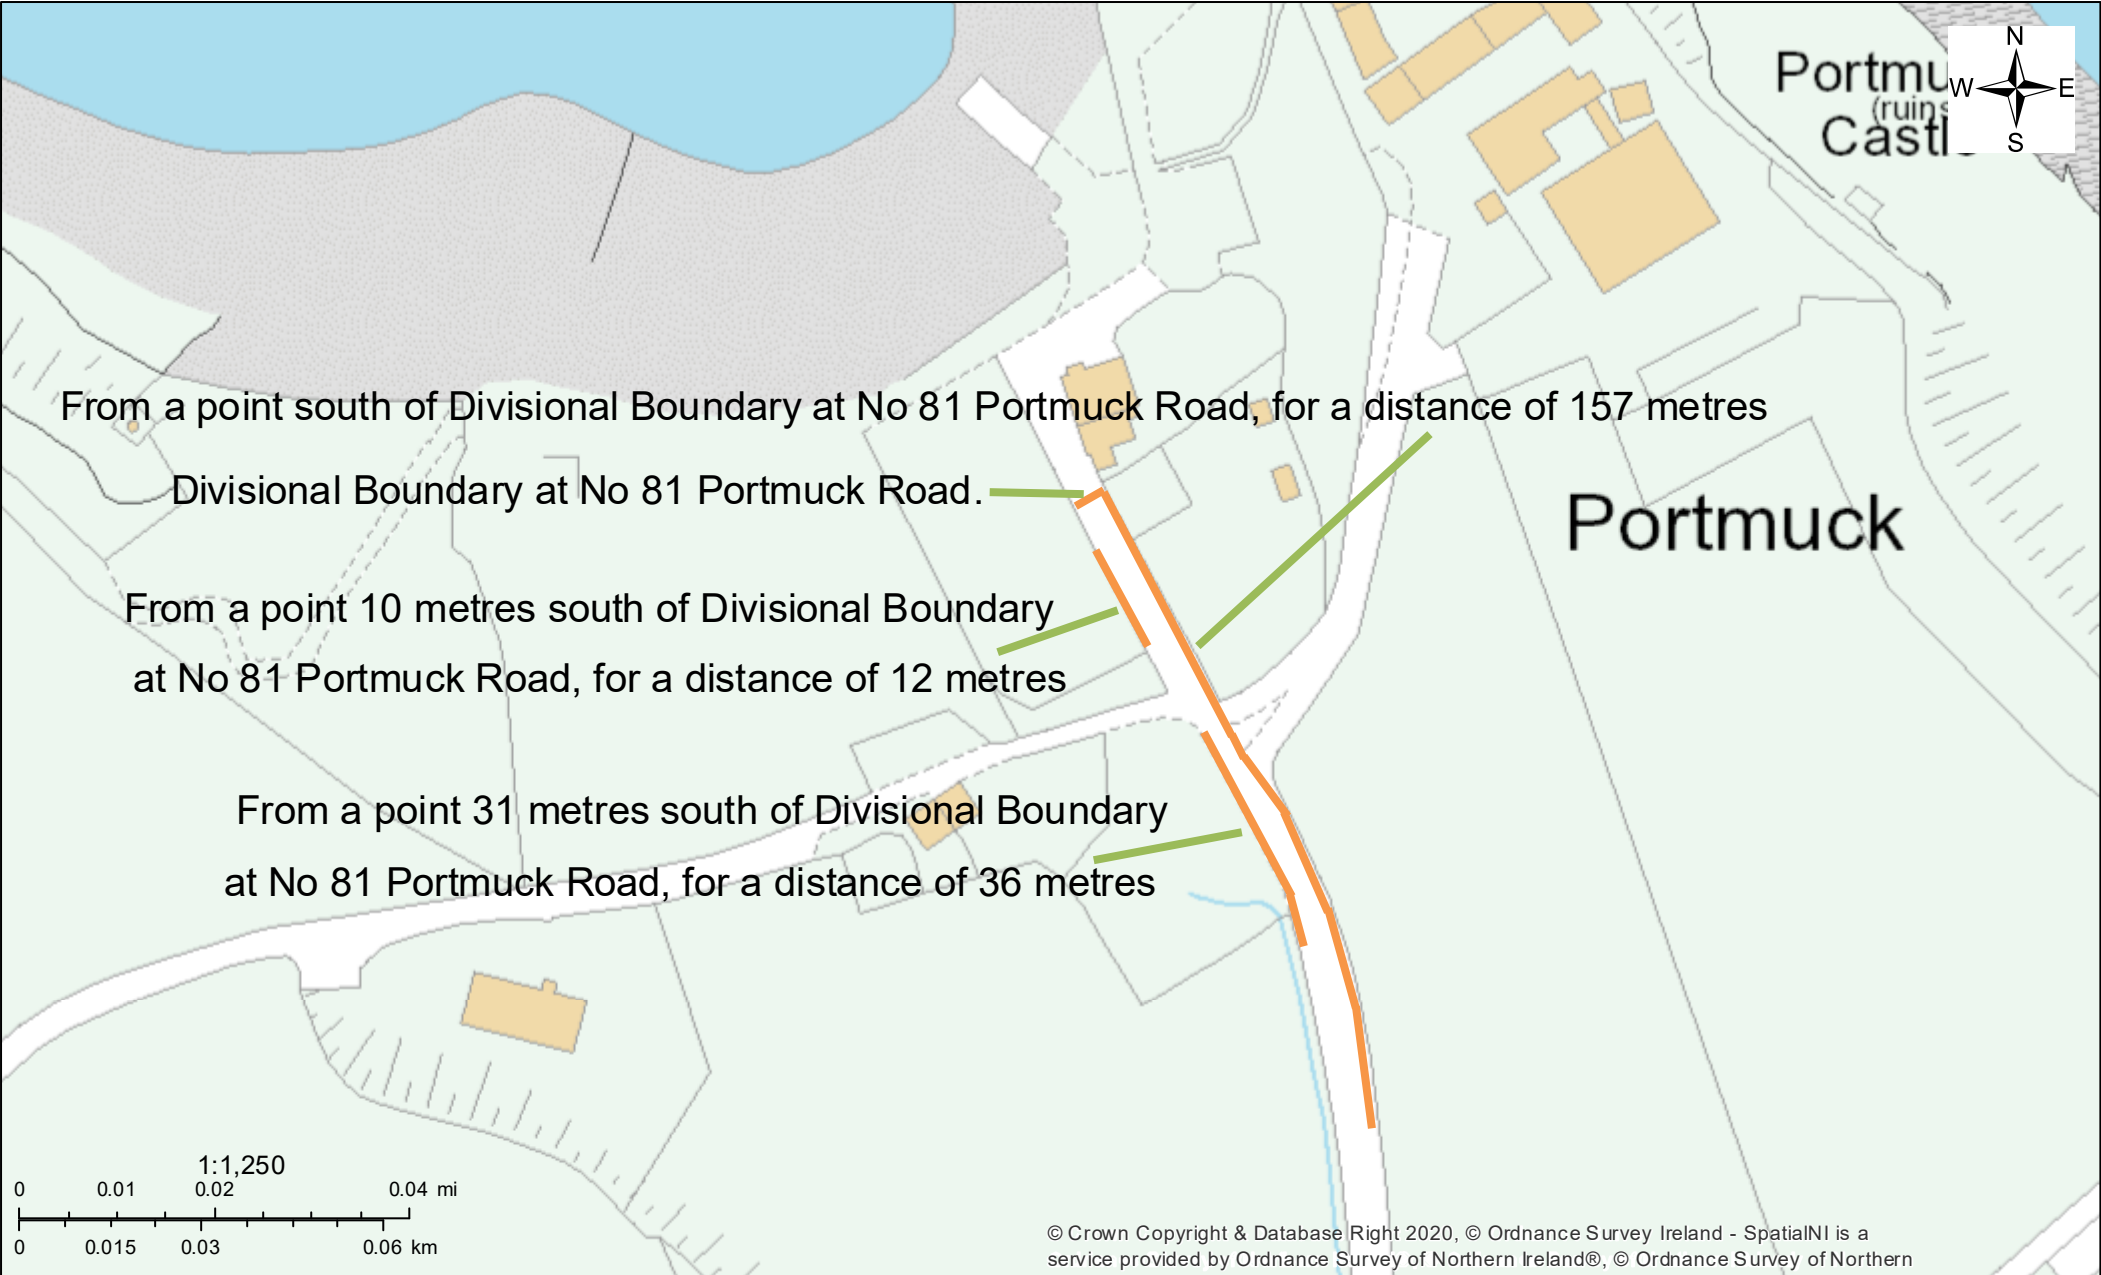 N
W E
S
Portmu
(ruins
Castl
From a point south of Divisional Boundary at No 81 Portmuck Road, for a distance of 157 metres
Divisional Boundary at No 81 Portmuck Road.
Portmuck
From a point 10 metres south of Divisional Boundary
at No 81 Portmuck Road, for a distance of 12 metres
From a point 31 metres south of Divisional Boundary
at No 81 Portmuck Road, for a distance of 36 metres
1:1,250
0 0.01 0.02 0.04 mi
0 0.015 0.03 0.06 km
© Crown Copyright & Database Right 2020, © Ordnance Survey Ireland - SpatialNI is a
service provided by Ordnance Survey of Northern Ireland®, © Ordnance Survey of Northern